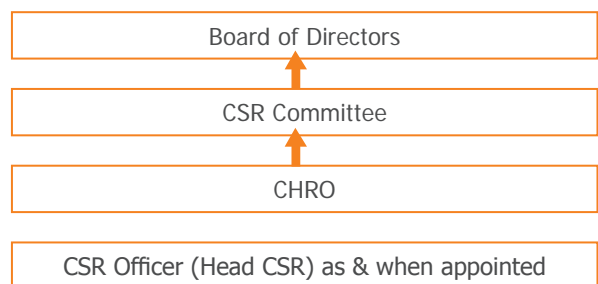 Board of Directors
CSR Committee
CHRO
CSR Officer (Head CSR) as & when appointed